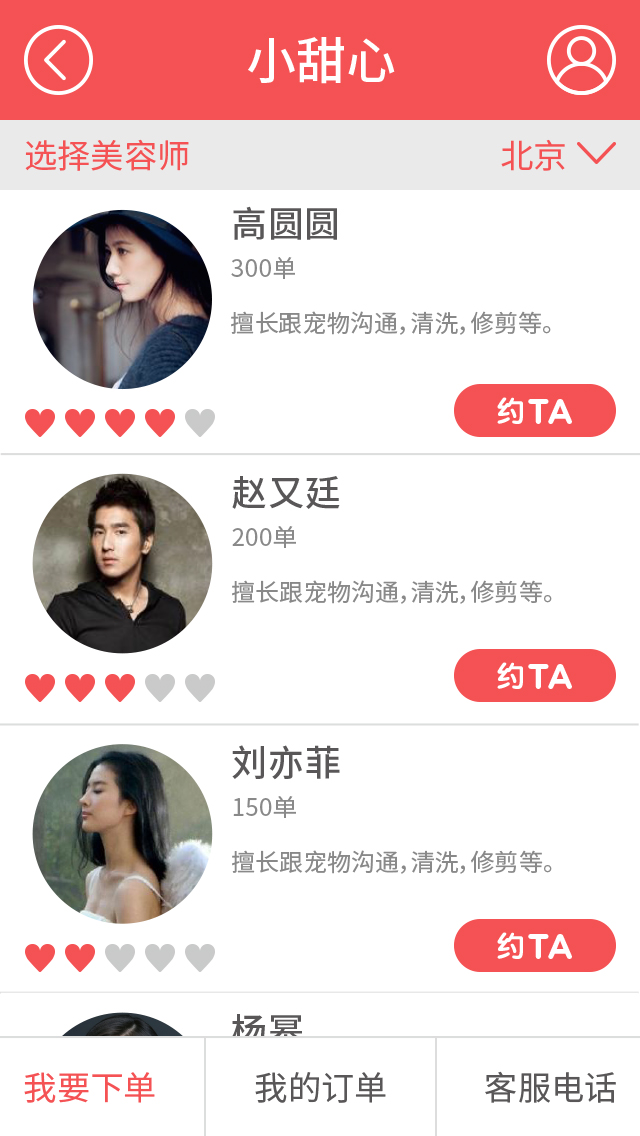 小甜心
选择美容师 北京
高圆圆
300单
擅长跟宠物沟通，清洗，修剪等。
约TA
赵又廷
200单
擅长跟宠物沟通，清洗，修剪等。
约TA
刘亦菲
150单
擅长跟宠物沟通，清洗，修剪等。
约TA
杨幂
我要下单 我的订单 客服电话